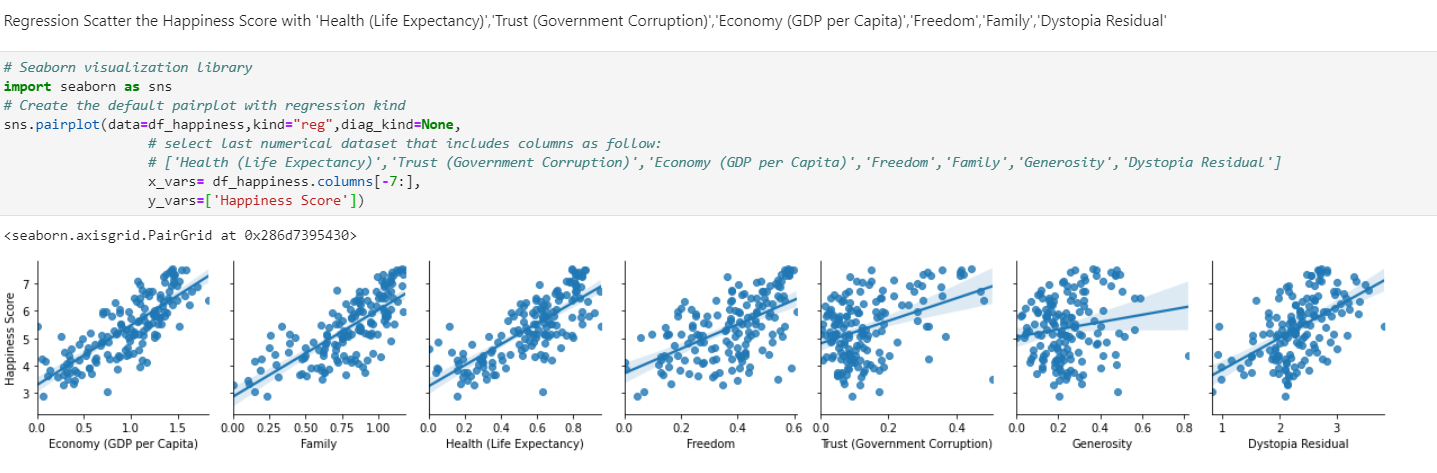 Regression Scatter the Happiness Score with 'Health (Life Expectancy)','Trust (Government Corruption)','Economy (GDP per Capita)','Freedom','Family','Dystopia Residual'
# Seaborn visualization library
import seaborn as sns
# Create the default pairplot with regression kind
sns.pairplot(data=df_happiness,kind="reg",diag_kind=None,
# select last numerical dataset that includes columns as follow:
# ['Health (Life Expectancy)','Trust (Government Corruption)','Economy (GDP per Capita)','Freedom','Family','Generosity','Dystopia Residual']
x_vars= df_happiness.columns[-7:],
y_vars=['Happiness Score'])
<seaborn.axisgrid.PairGrid at 0x286d7395430>
7
6
5
4
3
Happiness Score
0.0 0.5 1.0 1.5 0.00 0.25 0.50 0.75 1.00 0.0 0.2 0.4 0.6 0.8 0.0 0.2 0.4 0.6 0.0 0.2 0.4 0.0 0.2 0.4 0.6 0.8 1 2 3
Economy (GDP per Capita) Family Health (Life Expectancy) Freedom Trust (Government Corruption) Generosity Dystopia Residual